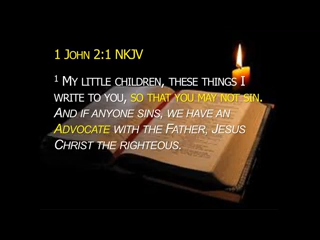 1 John 2:1 NKJV
1 My little children, these things I
write to you, so that you may not sin.
And if anyone sins, we have an
Advocate with the Father, Jesus
Christ the righteous.